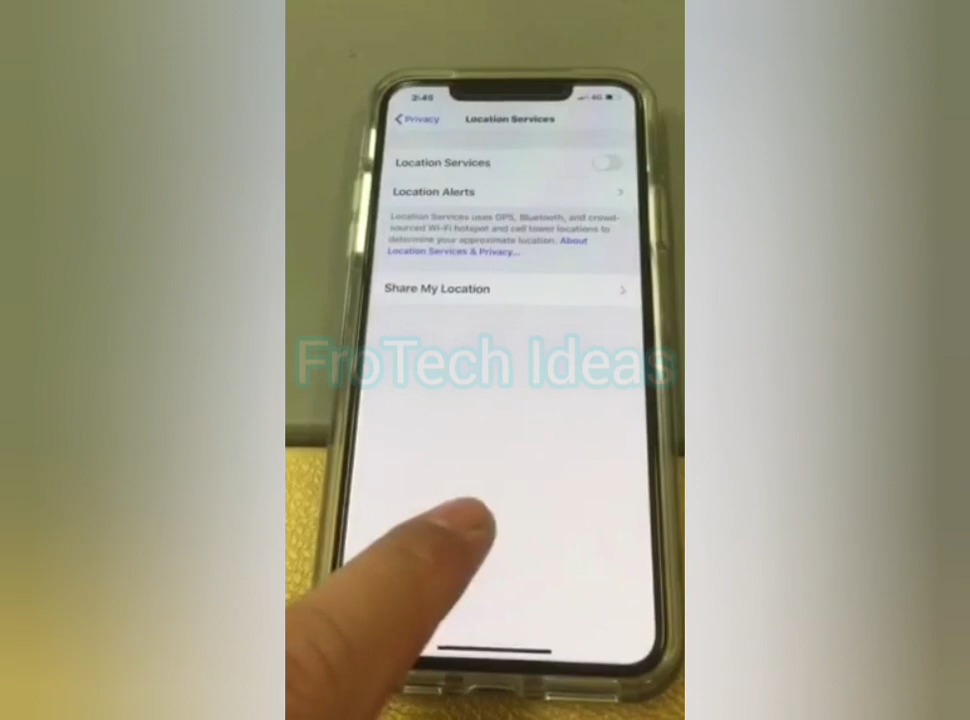 2:46
4G
Privacy
Location Services
Location Services
Location Alerts
Location Services uses GPS, Bluetooth, and crowd-
sourced Wi-Fi hotspot and cell tower locations to
determine your approximate location. About
Location Services & Privacy...
Share My Location
FroTech Ideas